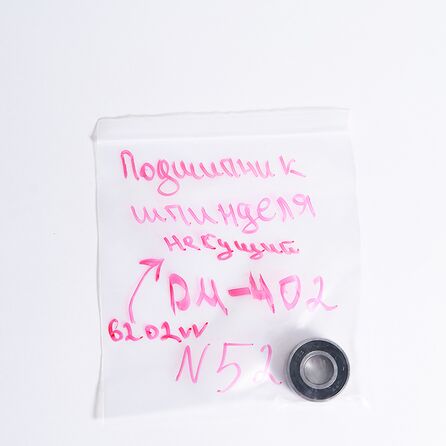 Подшипник
шпинделя
несущий
DM-402
6202vv
N52